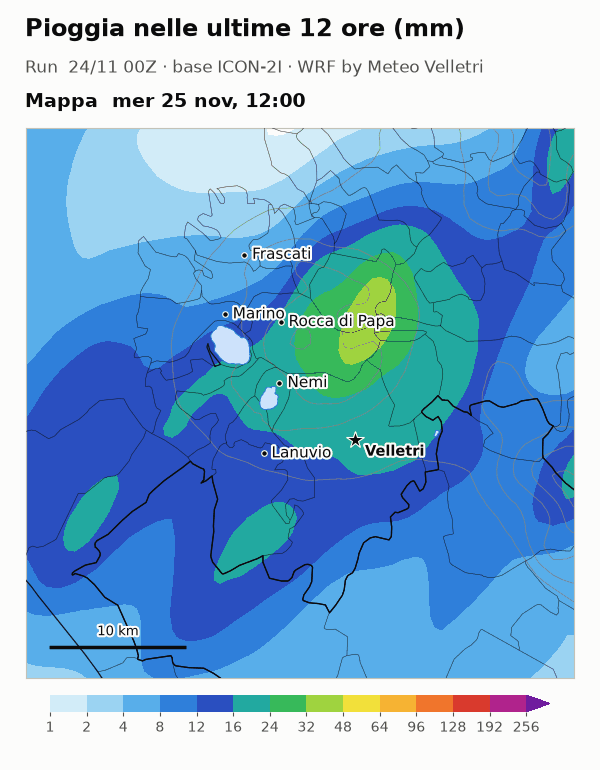 Pioggia nelle ultime 12 ore (mm)
Run  24/11 00Z · base ICON-2I · WRF by Meteo Velletri
Mappa  mer 25 nov, 12:00
Frascati
Marino
Rocca di Papa
Nemi
Velletri
Lanuvio
10 km
1 2 4 8 12 16 24 32 48 64 96 128 192 256